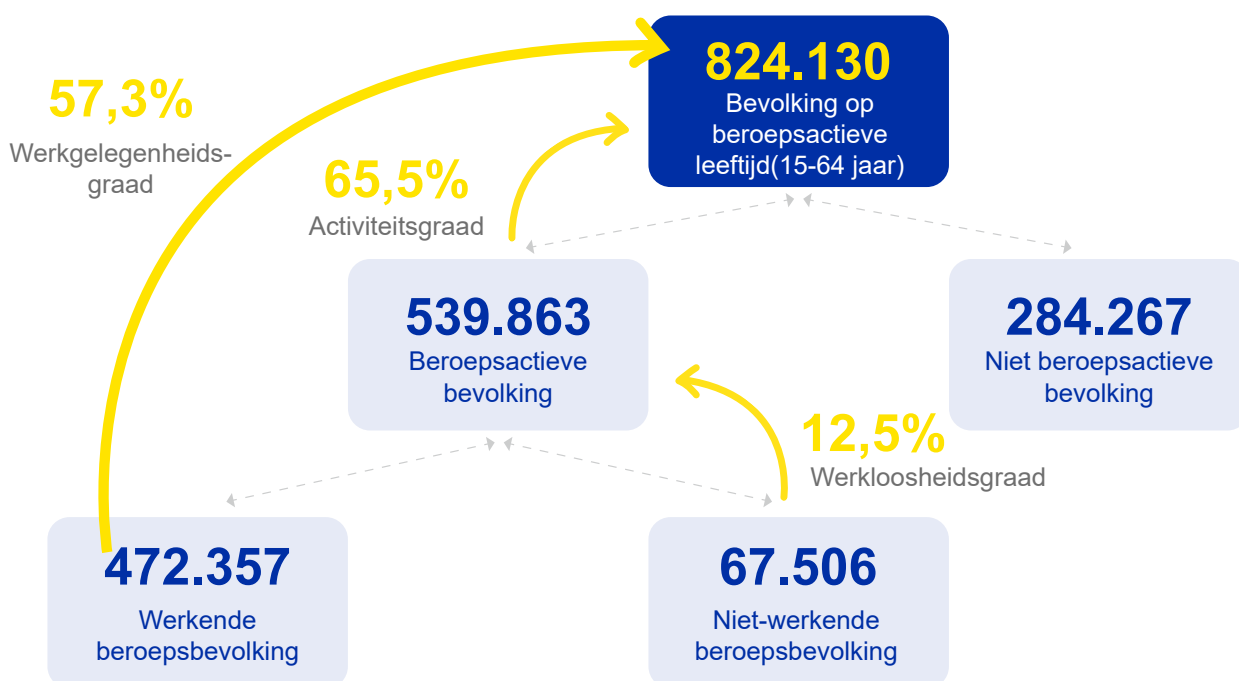 824.130
Bevolking op
beroepsactieve
leeftijd(15-64 jaar)
57,3%
Werkgelegenheids-
graad
65,5%
Activiteitsgraad
539.863
Beroepsactieve
bevolking
284.267
Niet beroepsactieve
bevolking
12,5%
Werkloosheidsgraad
472.357
Werkende
beroepsbevolking
67.506
Niet-werkende
beroepsbevolking